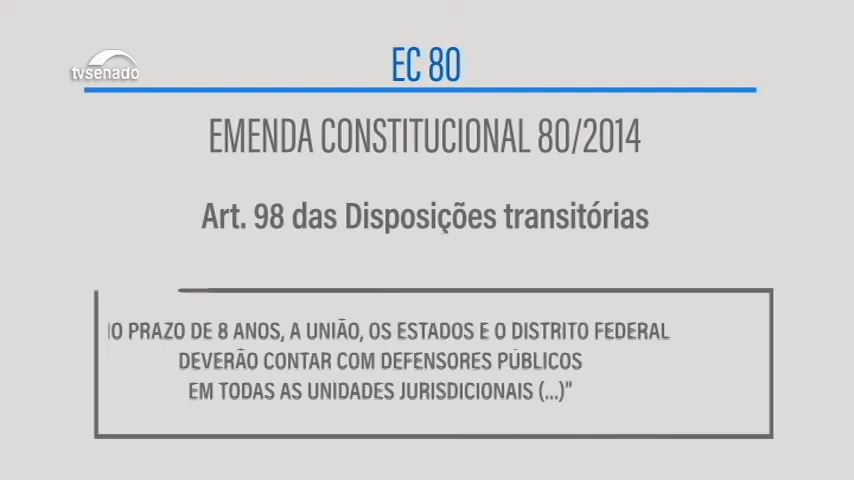 tvsenado
EC 80
EMENDA CONSTITUCIONAL 80/2014
Art. 98 das Disposições transitórias
PRAZO DE 8 ANOS, A UNIÃO, OS ESTADOS E O DISTRITO FEDERAL
DEVERÃO CONTAR COM DEFENSORES PÚBLICOS
EM TODAS AS UNIDADES JURISDICIONAIS (...)”